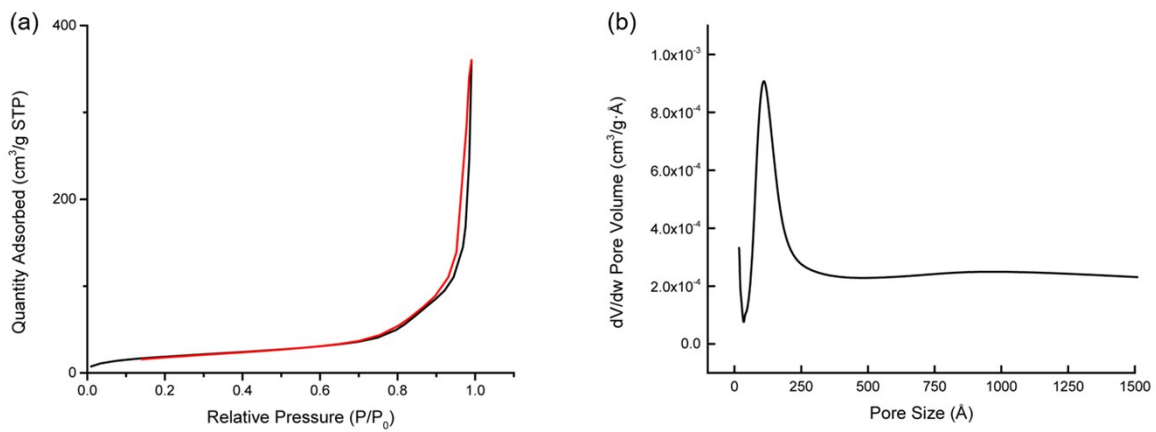 (a)
Quantity Adsorbed (cm³/g STP)
400
200
0
0.0 0.2 0.4 0.6 0.8 1.0
Relative Pressure (P/P₀)
(b)
dV/dw Pore Volume (cm³/g·Å)
1.0x10⁻³
8.0x10⁻⁴
6.0x10⁻⁴
4.0x10⁻⁴
2.0x10⁻⁴
0.0
0 250 500 750 1000 1250 1500
Pore Size (Å)